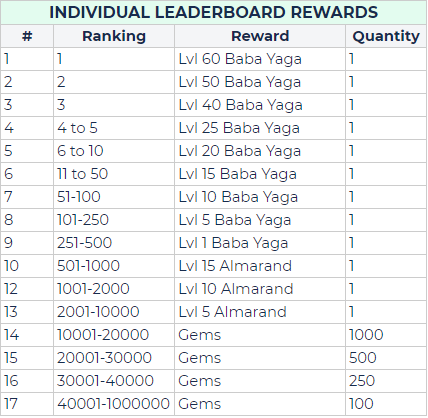 INDIVIDUAL LEADERBOARD REWARDS
# Ranking Reward Quantity
1 1 Lvl 60 Baba Yaga 1
2 2 Lvl 50 Baba Yaga 1
3 3 Lvl 40 Baba Yaga 1
4 4 to 5 Lvl 25 Baba Yaga 1
5 6 to 10 Lvl 20 Baba Yaga 1
6 11 to 50 Lvl 15 Baba Yaga 1
7 51-100 Lvl 10 Baba Yaga 1
8 101-250 Lvl 5 Baba Yaga 1
9 251-500 Lvl 1 Baba Yaga 1
10 501-1000 Lvl 15 Almarand 1
12 1001-2000 Lvl 10 Almarand 1
13 2001-10000 Lvl 5 Almarand 1
14 10001-20000 Gems 1000
15 20001-30000 Gems 500
16 30001-40000 Gems 250
17 40001-1000000 Gems 100